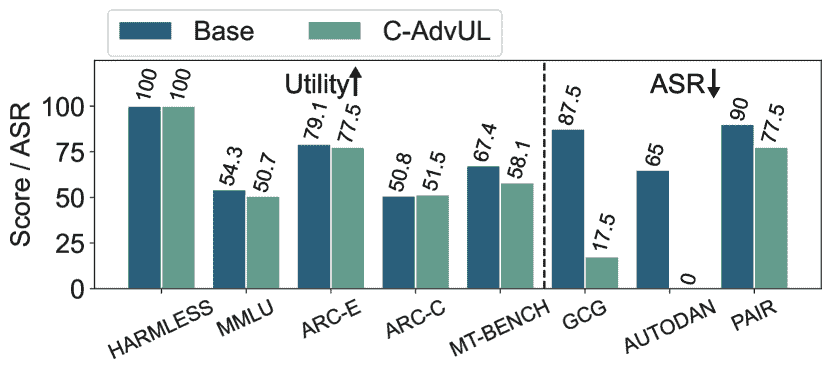 Base C-AdvUL
Utility↑ ASR↓
Score / ASR
100
75
50
25
0
100 100 54.3 50.7 79.1 77.5 50.8 51.5 67.4 58.1 87.5 17.5 65 0 90 77.5
HARMLESS MMLU ARC-E ARC-C MT-BENCH GCG AUTODAN PAIR